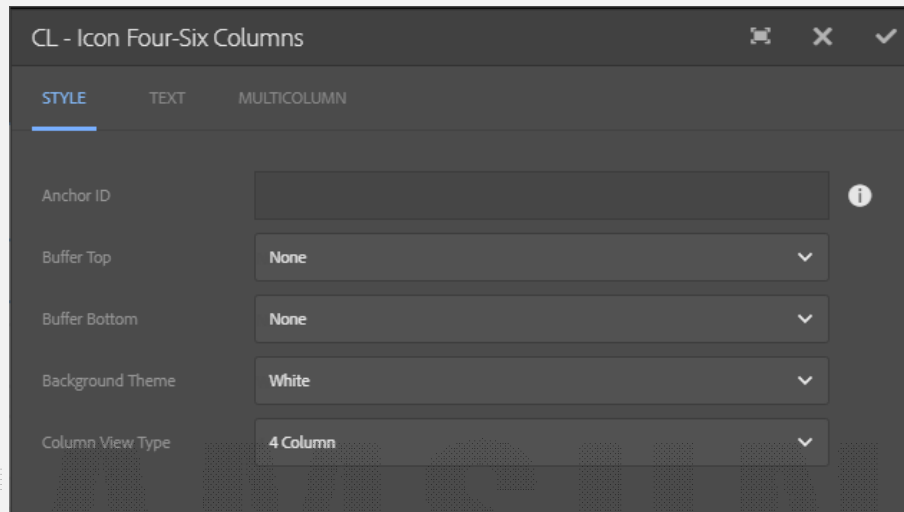 CL - Icon Four-Six Columns
STYLE TEXT MULTICOLUMN
Anchor ID
Buffer Top None
Buffer Bottom None
Background Theme White
Column View Type 4 Column